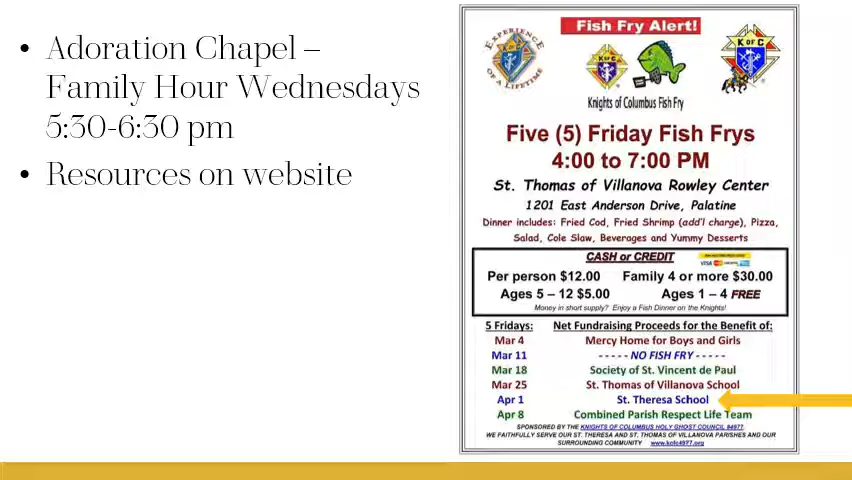 • Adoration Chapel –
Family Hour Wednesdays
5:30-6:30 pm
• Resources on website
Fish Fry Alert!
EXPERIENCE
OF A LIFETIME
K of C
Knights of Columbus Fish Fry
Five (5) Friday Fish Frys
4:00 to 7:00 PM
St. Thomas of Villanova Rowley Center
1201 East Anderson Drive, Palatine
Dinner includes: Fried Cod, Fried Shrimp (add'l charge), Pizza,
Salad, Cole Slaw, Beverages and Yummy Desserts
CASH or CREDIT
VISA
Per person $12.00 Family 4 or more $30.00
Ages 5 – 12 $5.00 Ages 1 – 4 FREE
Money in short supply? Enjoy a Fish Dinner on the Knights!
5 Fridays: Net Fundraising Proceeds for the Benefit of:
Mar 4 Mercy Home for Boys and Girls
Mar 11 - - - - - NO FISH FRY - - - - -
Mar 18 Society of St. Vincent de Paul
Mar 25 St. Thomas of Villanova School
Apr 1 St. Theresa School
Apr 8 Combined Parish Respect Life Team
SPONSORED BY THE KNIGHTS OF COLUMBUS HOLY GHOST COUNCIL #4977.
WE FAITHFULLY SERVE OUR ST. THERESA AND ST. THOMAS OF VILLANOVA PARISHES AND OUR
SURROUNDING COMMUNITY www.kofc4977.org